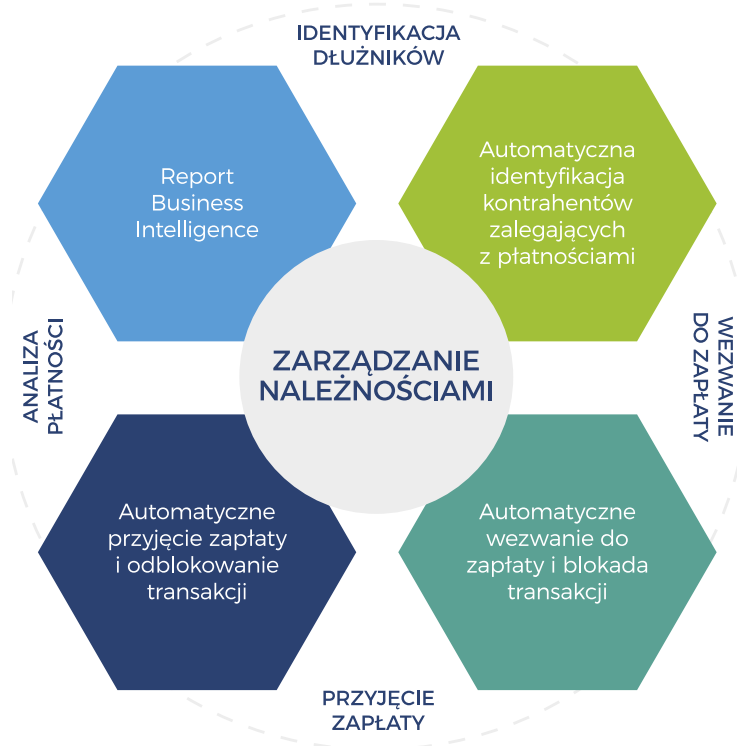 IDENTYFIKACJA
DŁUŻNIKÓW
Report
Business
Intelligence
Automatyczna
identyfikacja
kontrahentów
zalegających
z płatnościami
ANALIZA
PŁATNOŚCI
ZARZĄDZANIE
NALEŻNOŚCIAMI
WEZWANIE
DO ZAPŁATY
Automatyczne
przyjęcie zapłaty
i odblokowanie
transakcji
Automatyczne
wezwanie do
zapłaty i blokada
transakcji
PRZYJĘCIE
ZAPŁATY